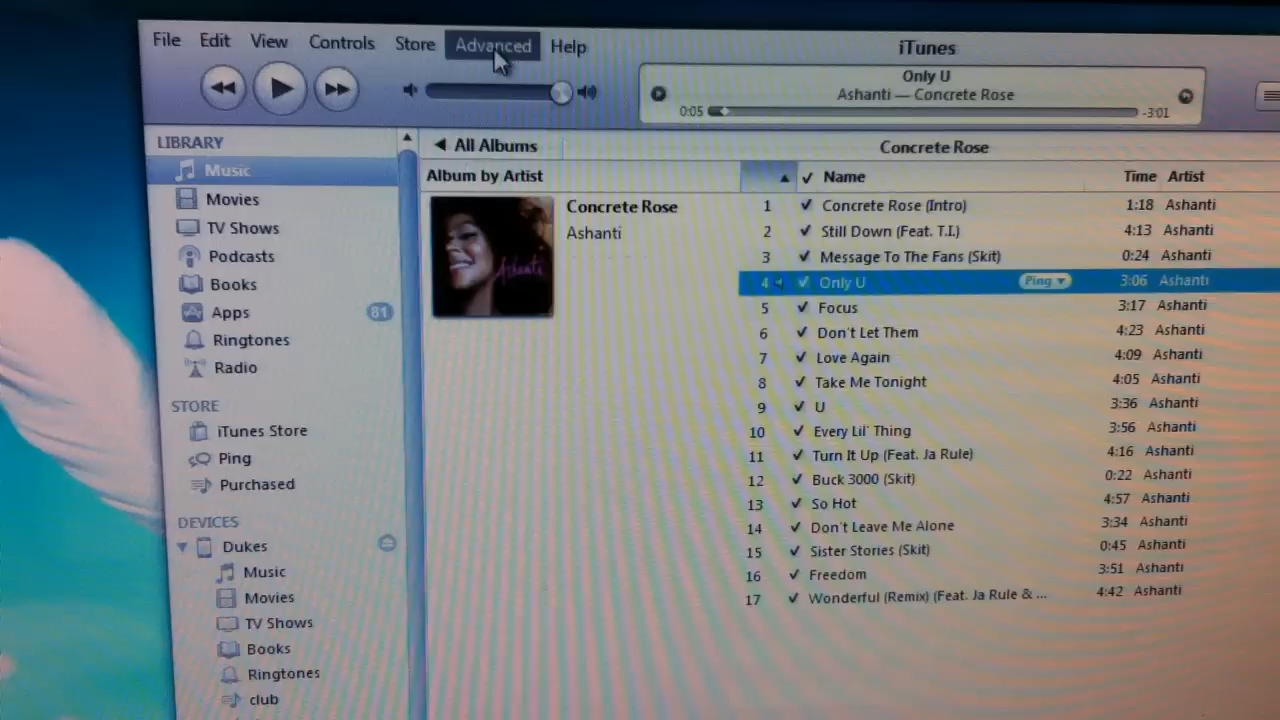 File Edit View Controls Store Advanced Help
iTunes
Only U
Ashanti — Concrete Rose
0:05 -3:01
LIBRARY
Music
Movies
TV Shows
Podcasts
Books
Apps 81
Ringtones
Radio
STORE
iTunes Store
Ping
Purchased
DEVICES
Dukes
Music
Movies
TV Shows
Books
Ringtones
club
All Albums
Concrete Rose
Album by Artist
Ashanti
Concrete Rose
Ashanti
✓ Name Time Artist
1 ✓ Concrete Rose (Intro) 1:18 Ashanti
2 ✓ Still Down (Feat. T.I.) 4:13 Ashanti
3 ✓ Message To The Fans (Skit) 0:24 Ashanti
4 ✓ Only U Ping 3:06 Ashanti
5 ✓ Focus 3:17 Ashanti
6 ✓ Don't Let Them 4:23 Ashanti
7 ✓ Love Again 4:09 Ashanti
8 ✓ Take Me Tonight 4:05 Ashanti
9 ✓ U 3:36 Ashanti
10 ✓ Every Lil' Thing 3:56 Ashanti
11 ✓ Turn It Up (Feat. Ja Rule) 4:16 Ashanti
12 ✓ Buck 3000 (Skit) 0:22 Ashanti
13 ✓ So Hot 4:57 Ashanti
14 ✓ Don't Leave Me Alone 3:34 Ashanti
15 ✓ Sister Stories (Skit) 0:45 Ashanti
16 ✓ Freedom 3:51 Ashanti
17 ✓ Wonderful (Remix) (Feat. Ja Rule & ... 4:42 Ashanti